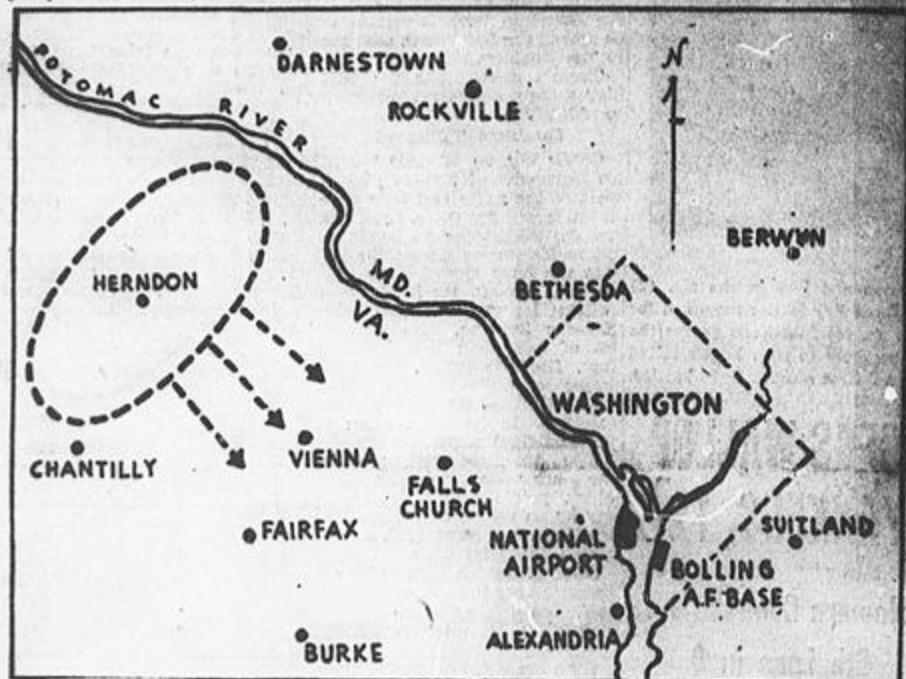 DARNESTOWN
POTOMAC RIVER
ROCKVILLE
N
BERWYN
HERNDON
BETHESDA
MD.
VA.
WASHINGTON
CHANTILLY
VIENNA
FALLS
CHURCH
FAIRFAX
NATIONAL
AIRPORT
SUITLAND
BOLLING
A.F. BASE
ALEXANDRIA
BURKE